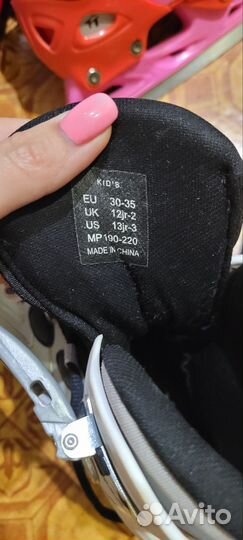 11
KID'S
EU 30-35
UK 12jr-2
US 13jr-3
MP 190-220
MADE IN CHINA
Avito